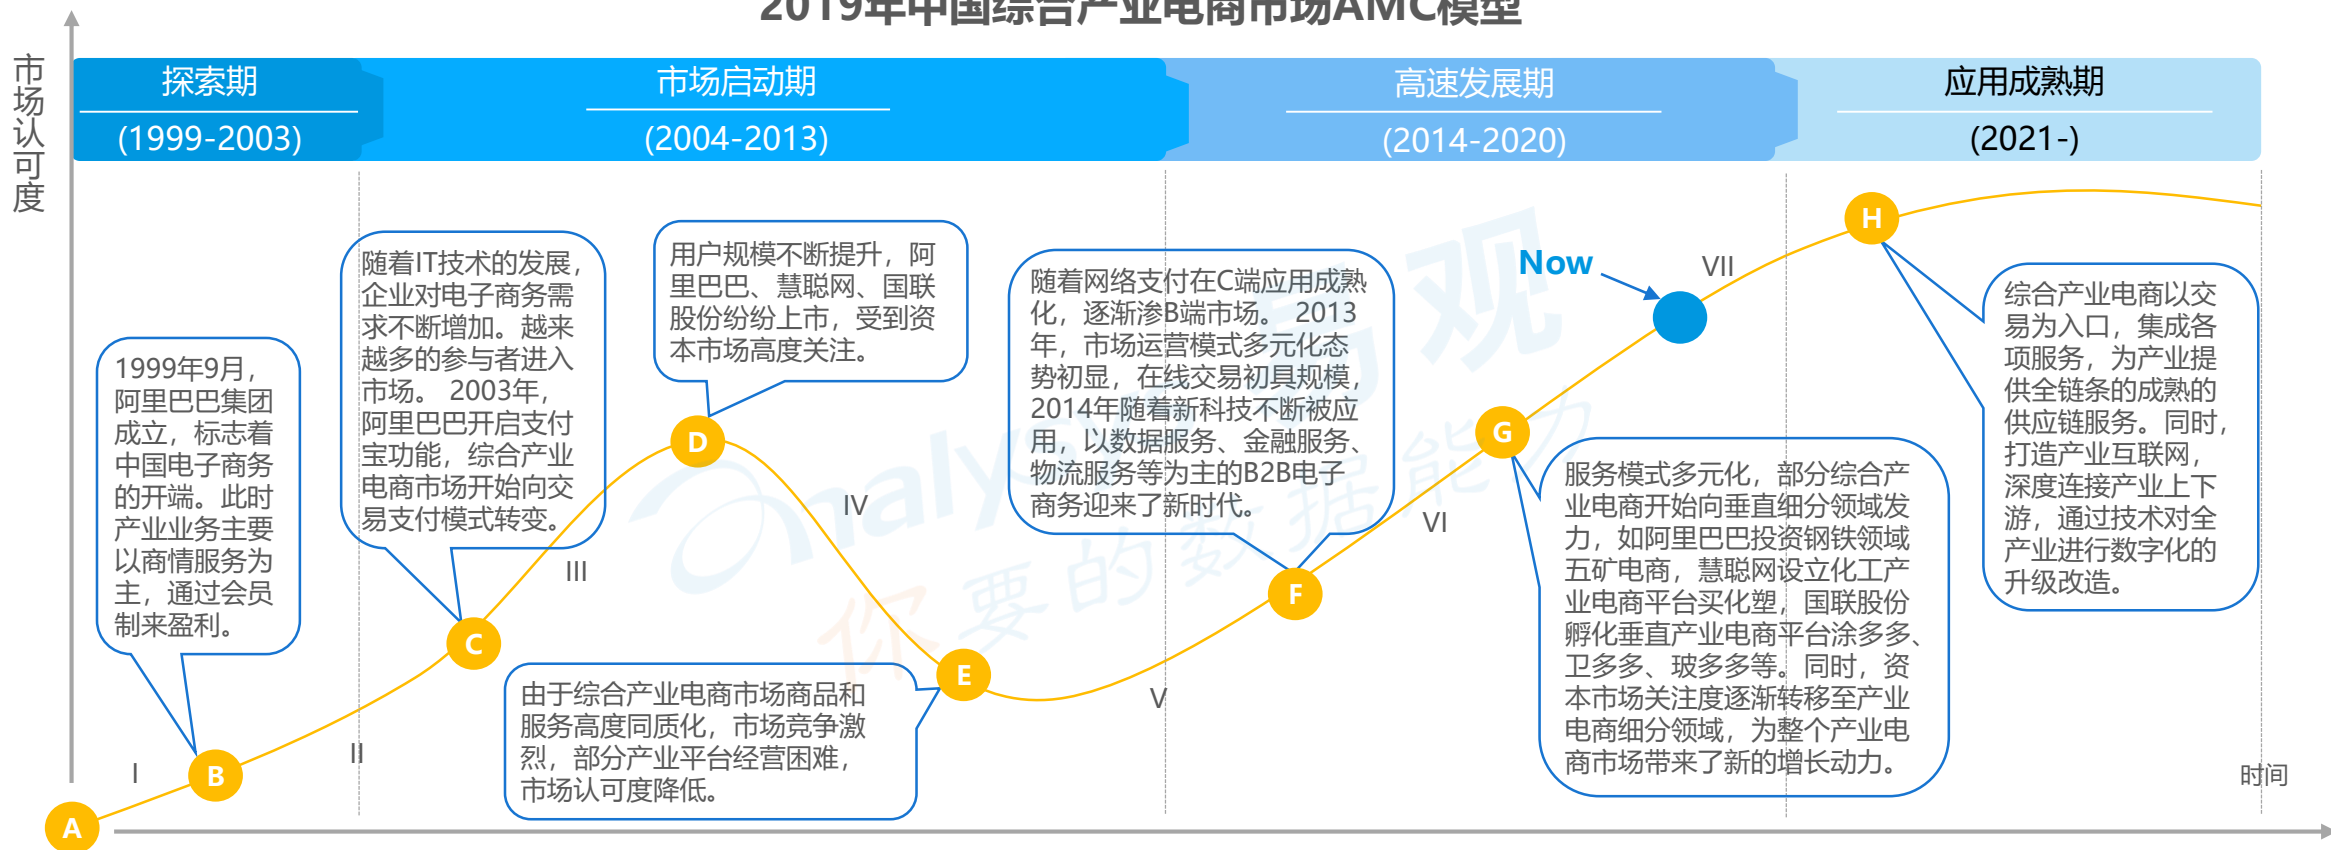 2019年中国综合产业电商市场AMC模型
市场认可度
探索期
(1999-2003)
市场启动期
(2004-2013)
高速发展期
(2014-2020)
应用成熟期
(2021-)
1999年9月，
阿里巴巴集团
成立，标志着
中国电子商务
的开端。此时
产业业务主要
以商情服务为
主，通过会员
制来盈利。
随着IT技术的发展，
企业对电子商务需
求不断增加。越来
越多的参与者进入
市场。 2003年，
阿里巴巴开启支付
宝功能，综合产业
电商市场开始向交
易支付模式转变。
用户规模不断提升，阿
里巴巴、慧聪网、国联
股份纷纷上市，受到资
本市场高度关注。
由于综合产业电商市场商品和
服务高度同质化，市场竞争激
烈，部分产业平台经营困难，
市场认可度降低。
随着网络支付在C端应用成熟
化，逐渐渗B端市场。 2013
年，市场运营模式多元化态
势初显，在线交易初具规模，
2014年随着新科技不断被应
用，以数据服务、金融服务、
物流服务等为主的B2B电子
商务迎来了新时代。
服务模式多元化，部分综合产
业电商开始向垂直细分领域发
力，如阿里巴巴投资钢铁领域
五矿电商，慧聪网设立化工产
业电商平台买化塑，国联股份
孵化垂直产业电商平台涂多多、
卫多多、玻多多等。同时，资
本市场关注度逐渐转移至产业
电商细分领域，为整个产业电
商市场带来了新的增长动力。
综合产业电商以交
易为入口，集成各
项服务，为产业提
供全链条的成熟的
供应链服务。同时，
打造产业互联网，
深度连接产业上下
游，通过技术对全
产业进行数字化的
升级改造。
Now
A
B
C
D
E
F
G
H
I
II
III
IV
V
VI
VII
时间
analysys 易观
你要的数据能力